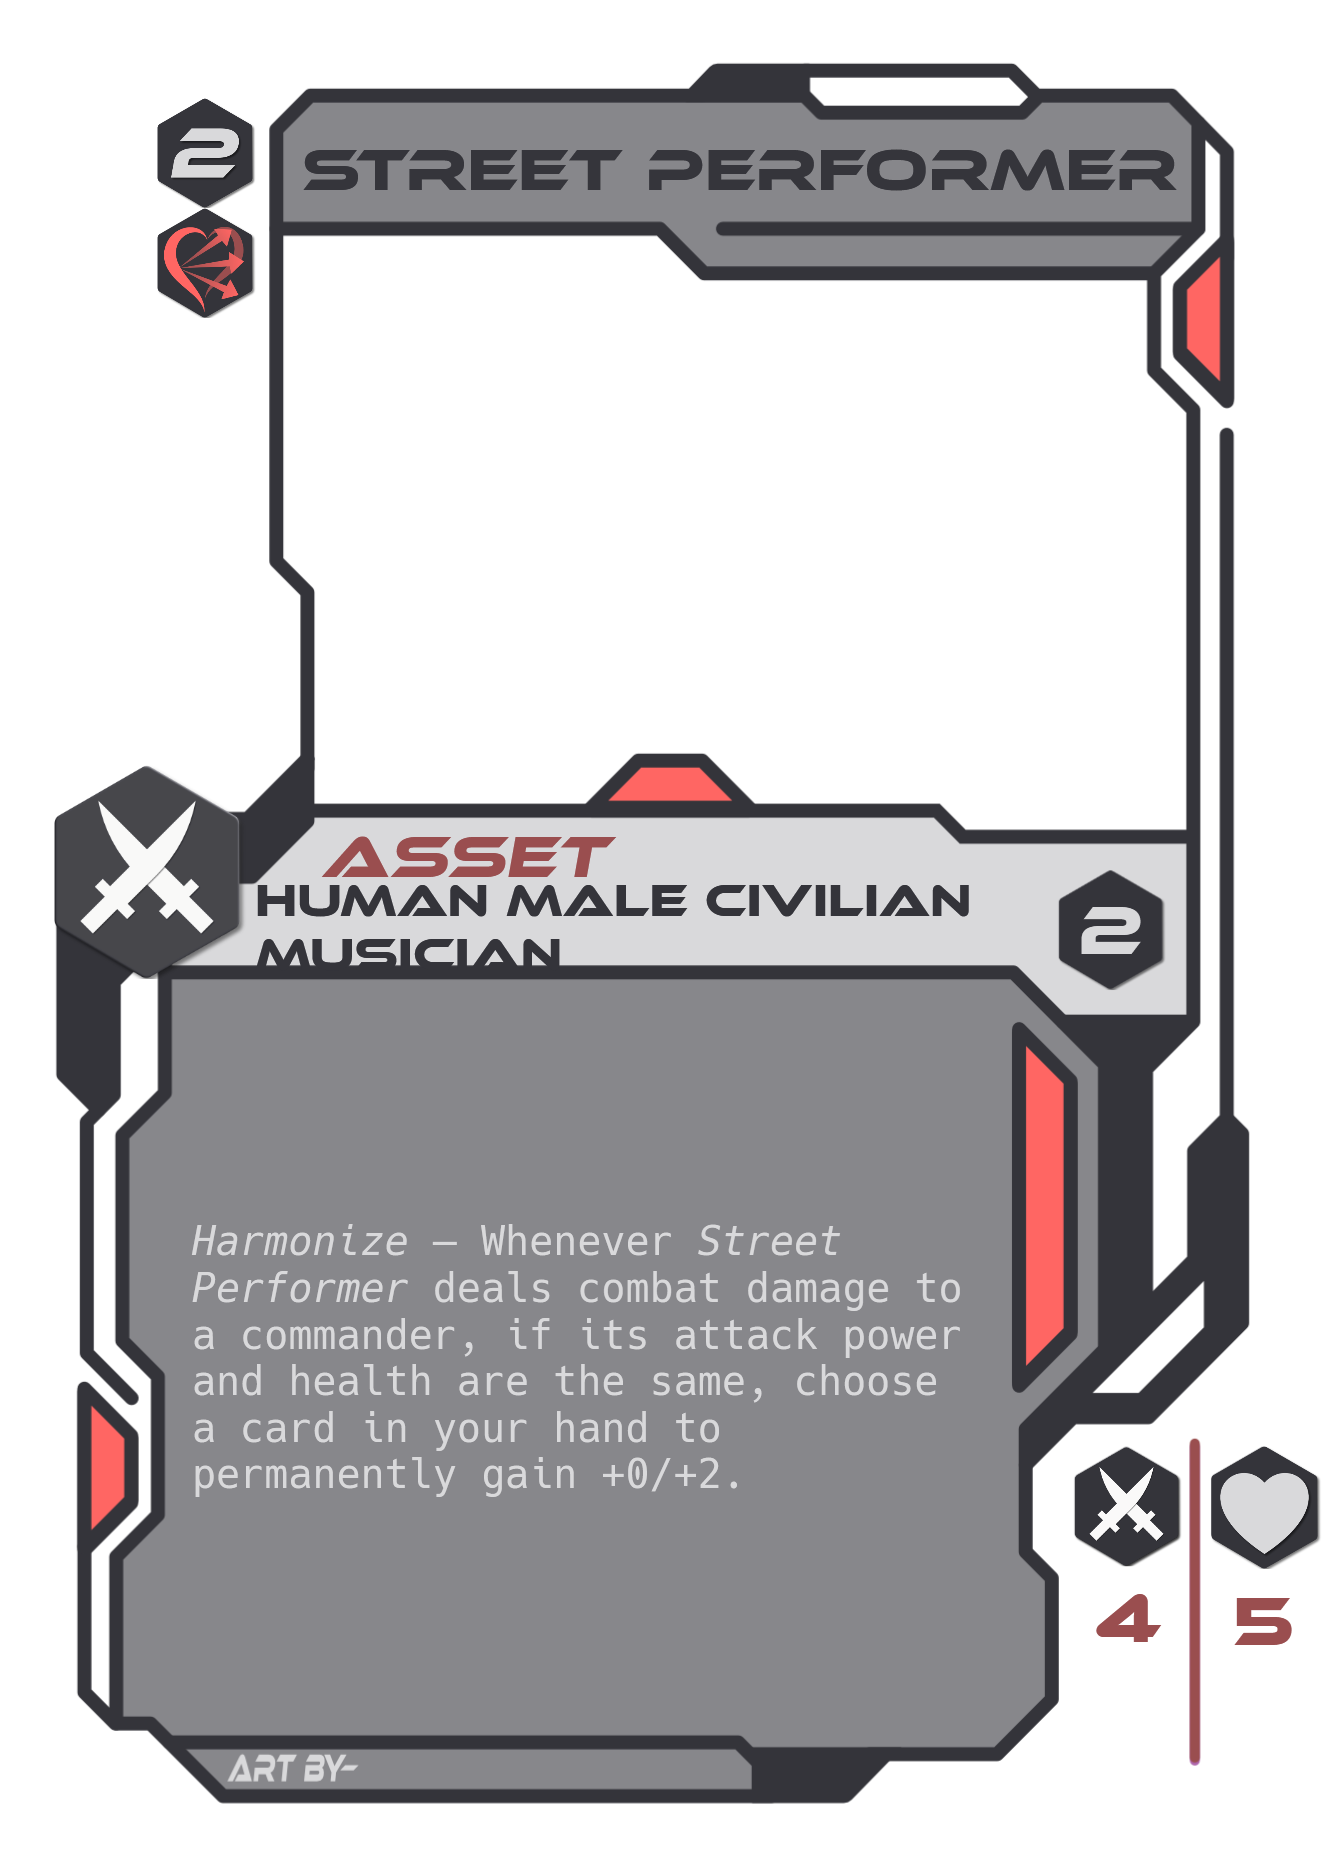 2
STREET PERFORMER
ASSET
HUMAN MALE CIVILIAN
MUSICIAN
2
Harmonize — Whenever Street
Performer deals combat damage to
a commander, if its attack power
and health are the same, choose
a card in your hand to
permanently gain +0/+2.
4
5
ART BY-